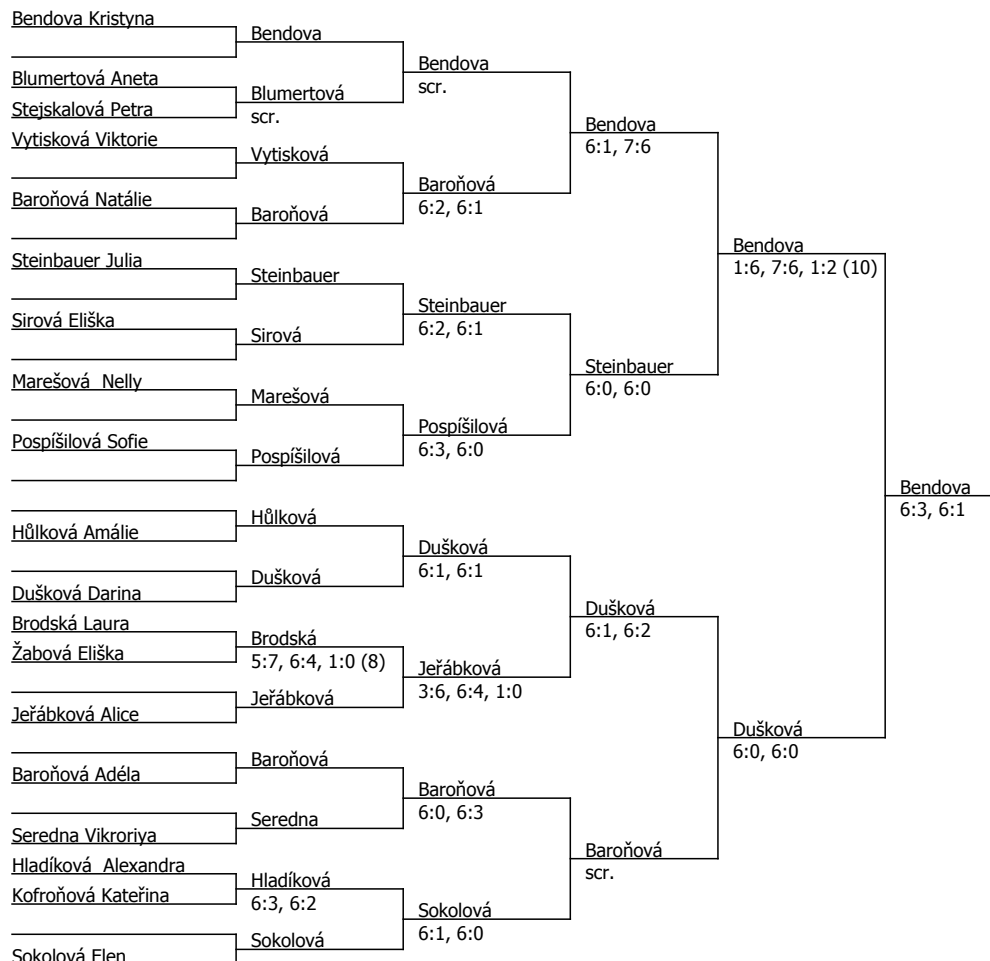 Bendova Kristyna
Blumertová Aneta
Stejskalová Petra
Vytisková Viktorie
Baroňová Natálie
Steinbauer Julia
Sirová Eliška
Marešová  Nelly
Pospíšilová Sofie
Hůlková Amálie
Dušková Darina
Brodská Laura
Žabová Eliška
Jeřábková Alice
Baroňová Adéla
Seredna Vikroriya
Hladíková  Alexandra
Kofroňová Kateřina
Sokolová Elen
Bendova
Blumertová
scr.
Vytisková
Baroňová
Steinbauer
Sirová
Marešová
Pospíšilová
Hůlková
Dušková
Brodská
5:7, 6:4, 1:0 (8)
Jeřábková
Baroňová
Seredna
Hladíková
6:3, 6:2
Sokolová
Bendova
scr.
Baroňová
6:2, 6:1
Steinbauer
6:2, 6:1
Pospíšilová
6:3, 6:0
Dušková
6:1, 6:1
Jeřábková
3:6, 6:4, 1:0
Baroňová
6:0, 6:3
Sokolová
6:1, 6:0
Bendova
6:1, 7:6
Steinbauer
6:0, 6:0
Dušková
6:1, 6:2
Baroňová
scr.
Bendova
1:6, 7:6, 1:2 (10)
Dušková
6:0, 6:0
Bendova
6:3, 6:1